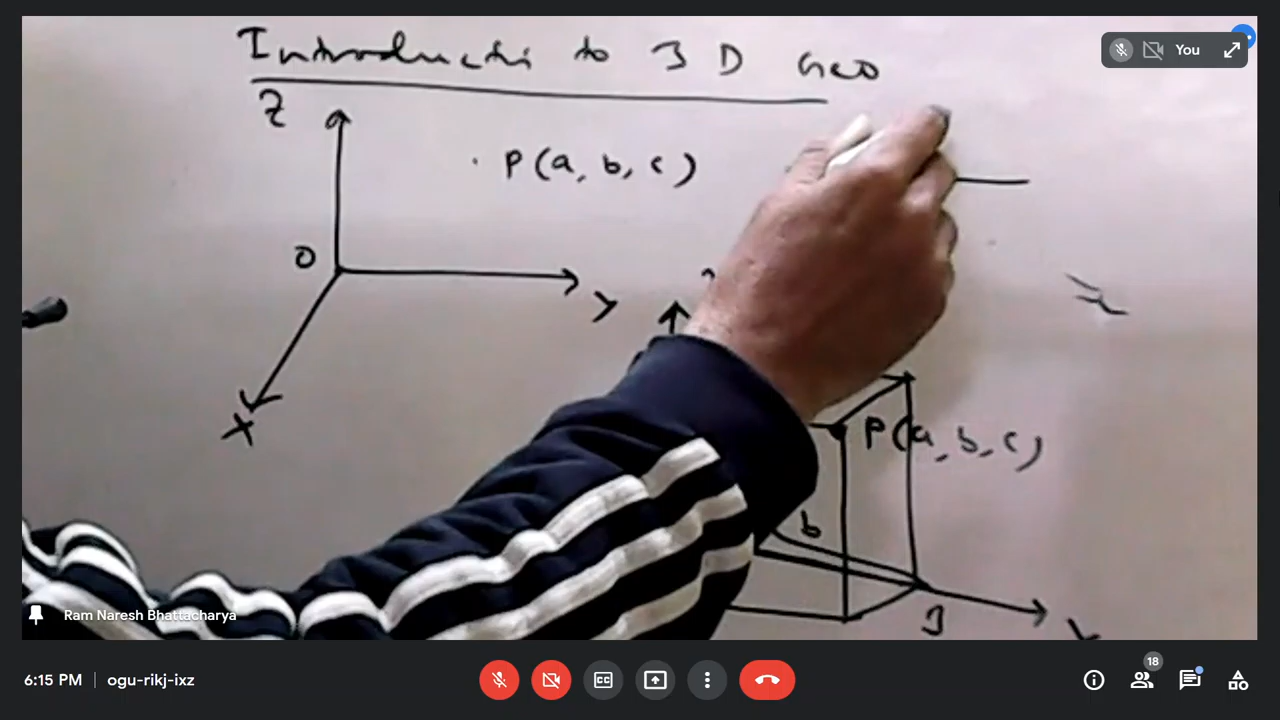 Introducti to 3 D Geo
You
Z
P(a, b, c)
O
Y
X
P(a, b, c)
b
B
Y
Ram Naresh Bhattacharya
6:15 PM | ogu-rikj-ixz
18